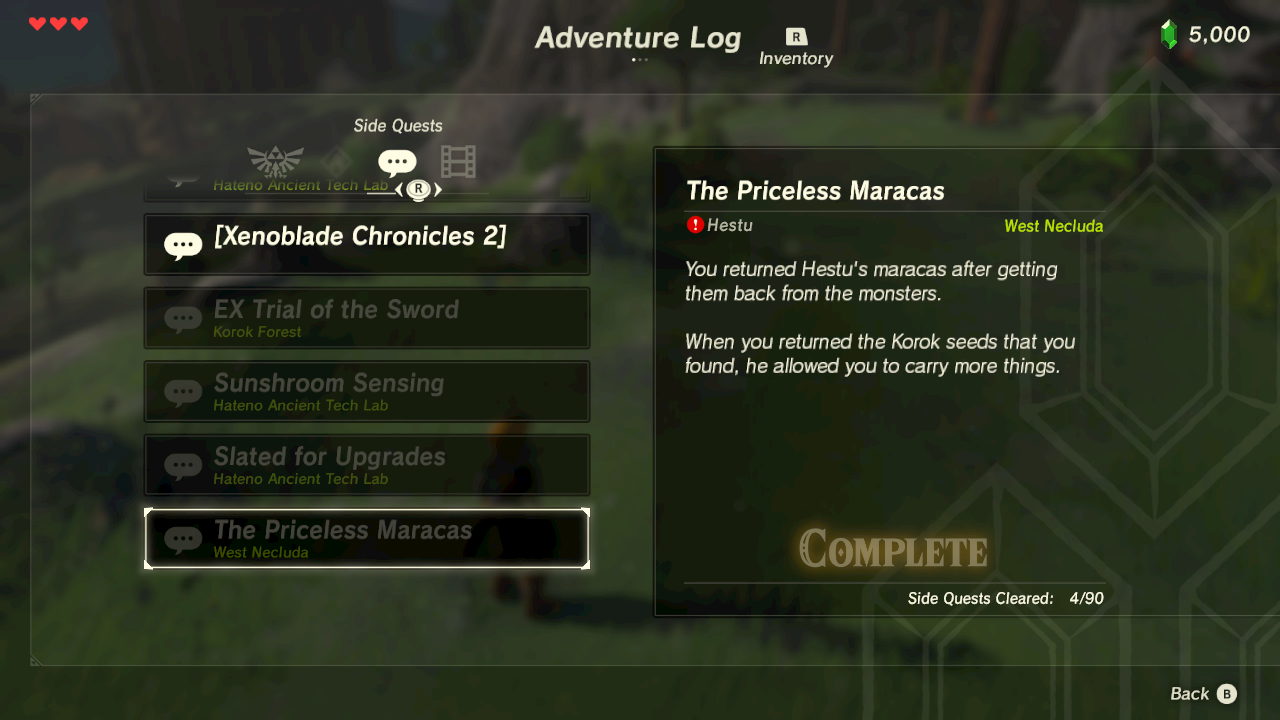 Adventure Log
R
Inventory
5,000
Side Quests
R
Hateno Ancient Tech Lab
[Xenoblade Chronicles 2]
EX Trial of the Sword
Korok Forest
Sunshroom Sensing
Hateno Ancient Tech Lab
Slated for Upgrades
Hateno Ancient Tech Lab
The Priceless Maracas
West Necluda
The Priceless Maracas
! Hestu
West Necluda
You returned Hestu's maracas after getting
them back from the monsters.
When you returned the Korok seeds that you
found, he allowed you to carry more things.
COMPLETE
Side Quests Cleared: 4/90
Back B